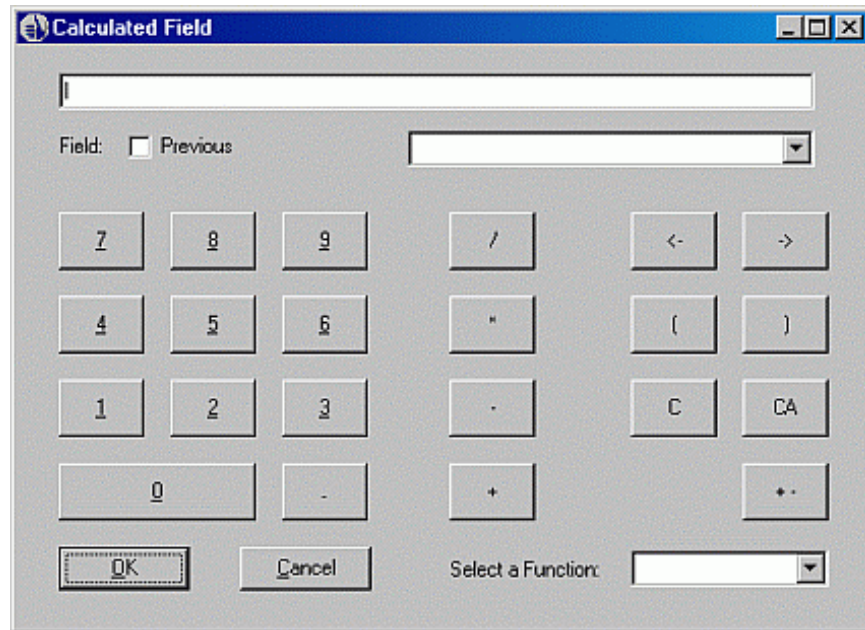 Calculated Field
Field: Previous
7 8 9 / <- ->
4 5 6 * ( )
1 2 3 - C CA
0 . + + -
OK Cancel Select a Function: